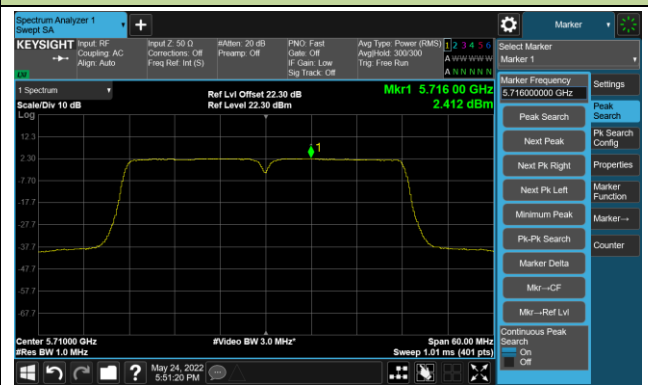 Spectrum Analyzer 1
Swept SA
+
Marker
KEYSIGHT
Input: RF
Coupling: AC
Align: Auto
Input Z: 50 Ω
Corrections: Off
Freq Ref: Int (S)
#Atten: 20 dB
Preamp: Off
PNO: Fast
Gate: Off
IF Gain: Low
Sig Track: Off
Avg Type: Power (RMS)
Avg|Hold: 300/300
Trig: Free Run
1 2 3 4 5 6
A W W W W W
A N N N N N
LXI
Select Marker
Marker 1
1 Spectrum
Scale/Div 10 dB
Log
Ref Lvl Offset 22.30 dB
Ref Level 22.30 dBm
Mkr1 5.716 00 GHz
2.412 dBm
12.3
2.30
-7.70
-17.7
-27.7
-37.7
-47.7
-57.7
-67.7
1
Center 5.71000 GHz
#Res BW 1.0 MHz
#Video BW 3.0 MHz*
Span 60.00 MHz
Sweep 1.01 ms (401 pts)
Marker Frequency
5.716000000 GHz
Peak Search
Next Peak
Next Pk Right
Next Pk Left
Minimum Peak
Pk-Pk Search
Marker Delta
Mkr→CF
Mkr→Ref Lvl
Continuous Peak
Search
On
Off
Settings
Peak
Search
Pk Search
Config
Properties
Marker
Function
Marker→
Counter
?
May 24, 2022
5:51:20 PM